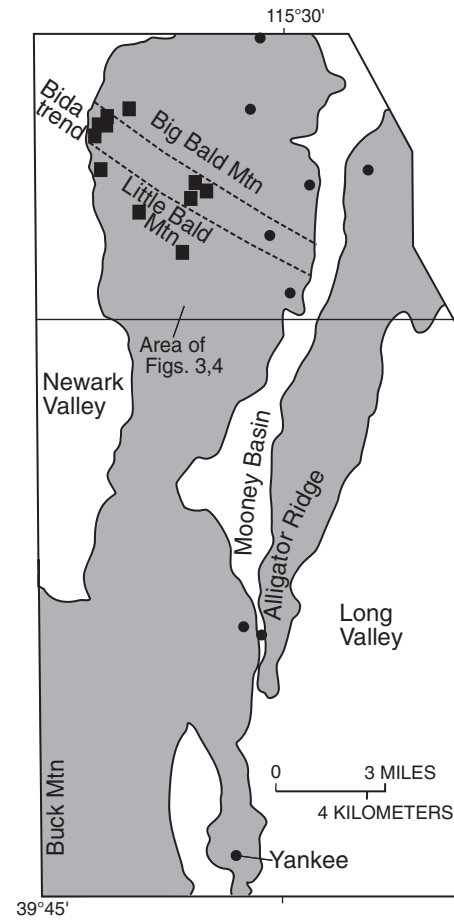 115°30'
Bida
trend
Big Bald Mtn
Little Bald
Mtn
Area of
Figs. 3,4
Newark
Valley
Mooney Basin
Alligator Ridge
Long
Valley
Buck Mtn
0 3 MILES
4 KILOMETERS
Yankee
39°45'